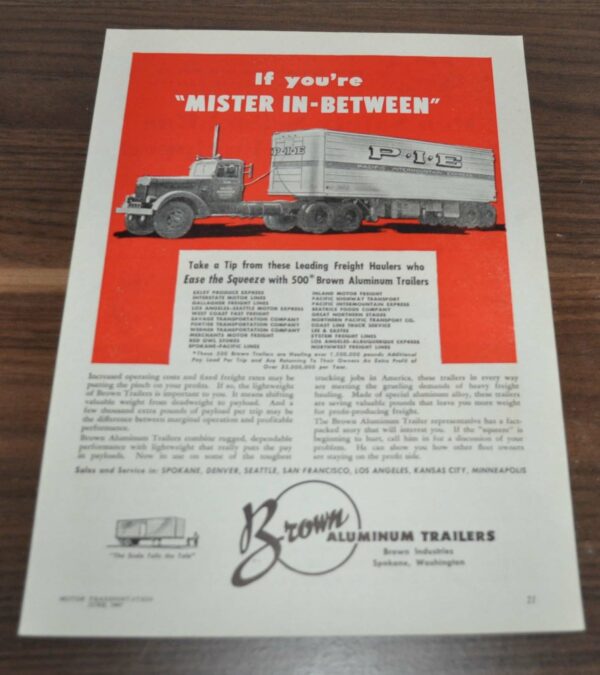 If you're
"MISTER IN-BETWEEN"
P·I·E
P·I·E
PACIFIC INTERMOUNTAIN EXPRESS
Take a Tip from these Leading Freight Haulers who
Ease the Squeeze with 500* Brown Aluminum Trailers
EXLEY PRODUCE EXPRESS
INTERSTATE MOTOR LINES
GALLAGHER FREIGHT LINES
LOS ANGELES-SEATTLE MOTOR EXPRESS
WEST COAST FAST FREIGHT
SAVAGE TRANSPORTATION COMPANY
PORTER TRANSPORTATION COMPANY
WERNER TRANSPORTATION COMPANY
MERCHANTS MOTOR FREIGHT
RED OWL STORES
SPOKANE-PACIFIC LINES
INLAND MOTOR FREIGHT
PACIFIC HIGHWAY TRANSPORT
PACIFIC INTERMOUNTAIN EXPRESS
BEATRICE FOODS COMPANY
GREAT NORTHERN STAGES
NORTHERN PACIFIC TRANSPORT CO.
COAST LINE TRUCK SERVICE
LEE & EASTES
SYSTEM FREIGHT LINES
LOS ANGELES-ALBUQUERQUE EXPRESS
NORTHWEST FREIGHT LINES
*These 500 Brown Trailers are Hauling over 1,500,000 pounds Additional
Pay Load Per Trip and Are Returning To Their Owners An Extra Profit of
Over $2,000,000 per Year.
Increased operating costs and fixed freight rates may be
putting the pinch on your profits. If so, the lightweight
of Brown Trailers is important to you. It means shifting
valuable weight from deadweight to payload. And a
few thousand extra pounds of payload per trip may be
the difference between marginal operation and profitable
performance.
Brown Aluminum Trailers combine rugged, dependable
performance with lightweight that really puts the pay
in payloads. Now in use on some of the toughest
trucking jobs in America, these trailers in every way
are meeting the gruelling demands of heavy freight
hauling. Made of special aluminum alloy, these trailers
are saving valuable pounds that leave you more weight
for profit-producing freight.
The Brown Aluminum Trailer representative has a fact-
packed story that will interest you. If the "squeeze" is
beginning to hurt, call him in for a discussion of your
problem. He can show you how other fleet owners
are staying on the profit side.
Sales and Service in: SPOKANE, DENVER, SEATTLE, SAN FRANCISCO, LOS ANGELES, KANSAS CITY, MINNEAPOLIS
Brown
ALUMINUM TRAILERS
Brown Industries
Spokane, Washington
"The Scale Tells the Tale"
MOTOR TRANSPORTATION
JUNE, 1947
21